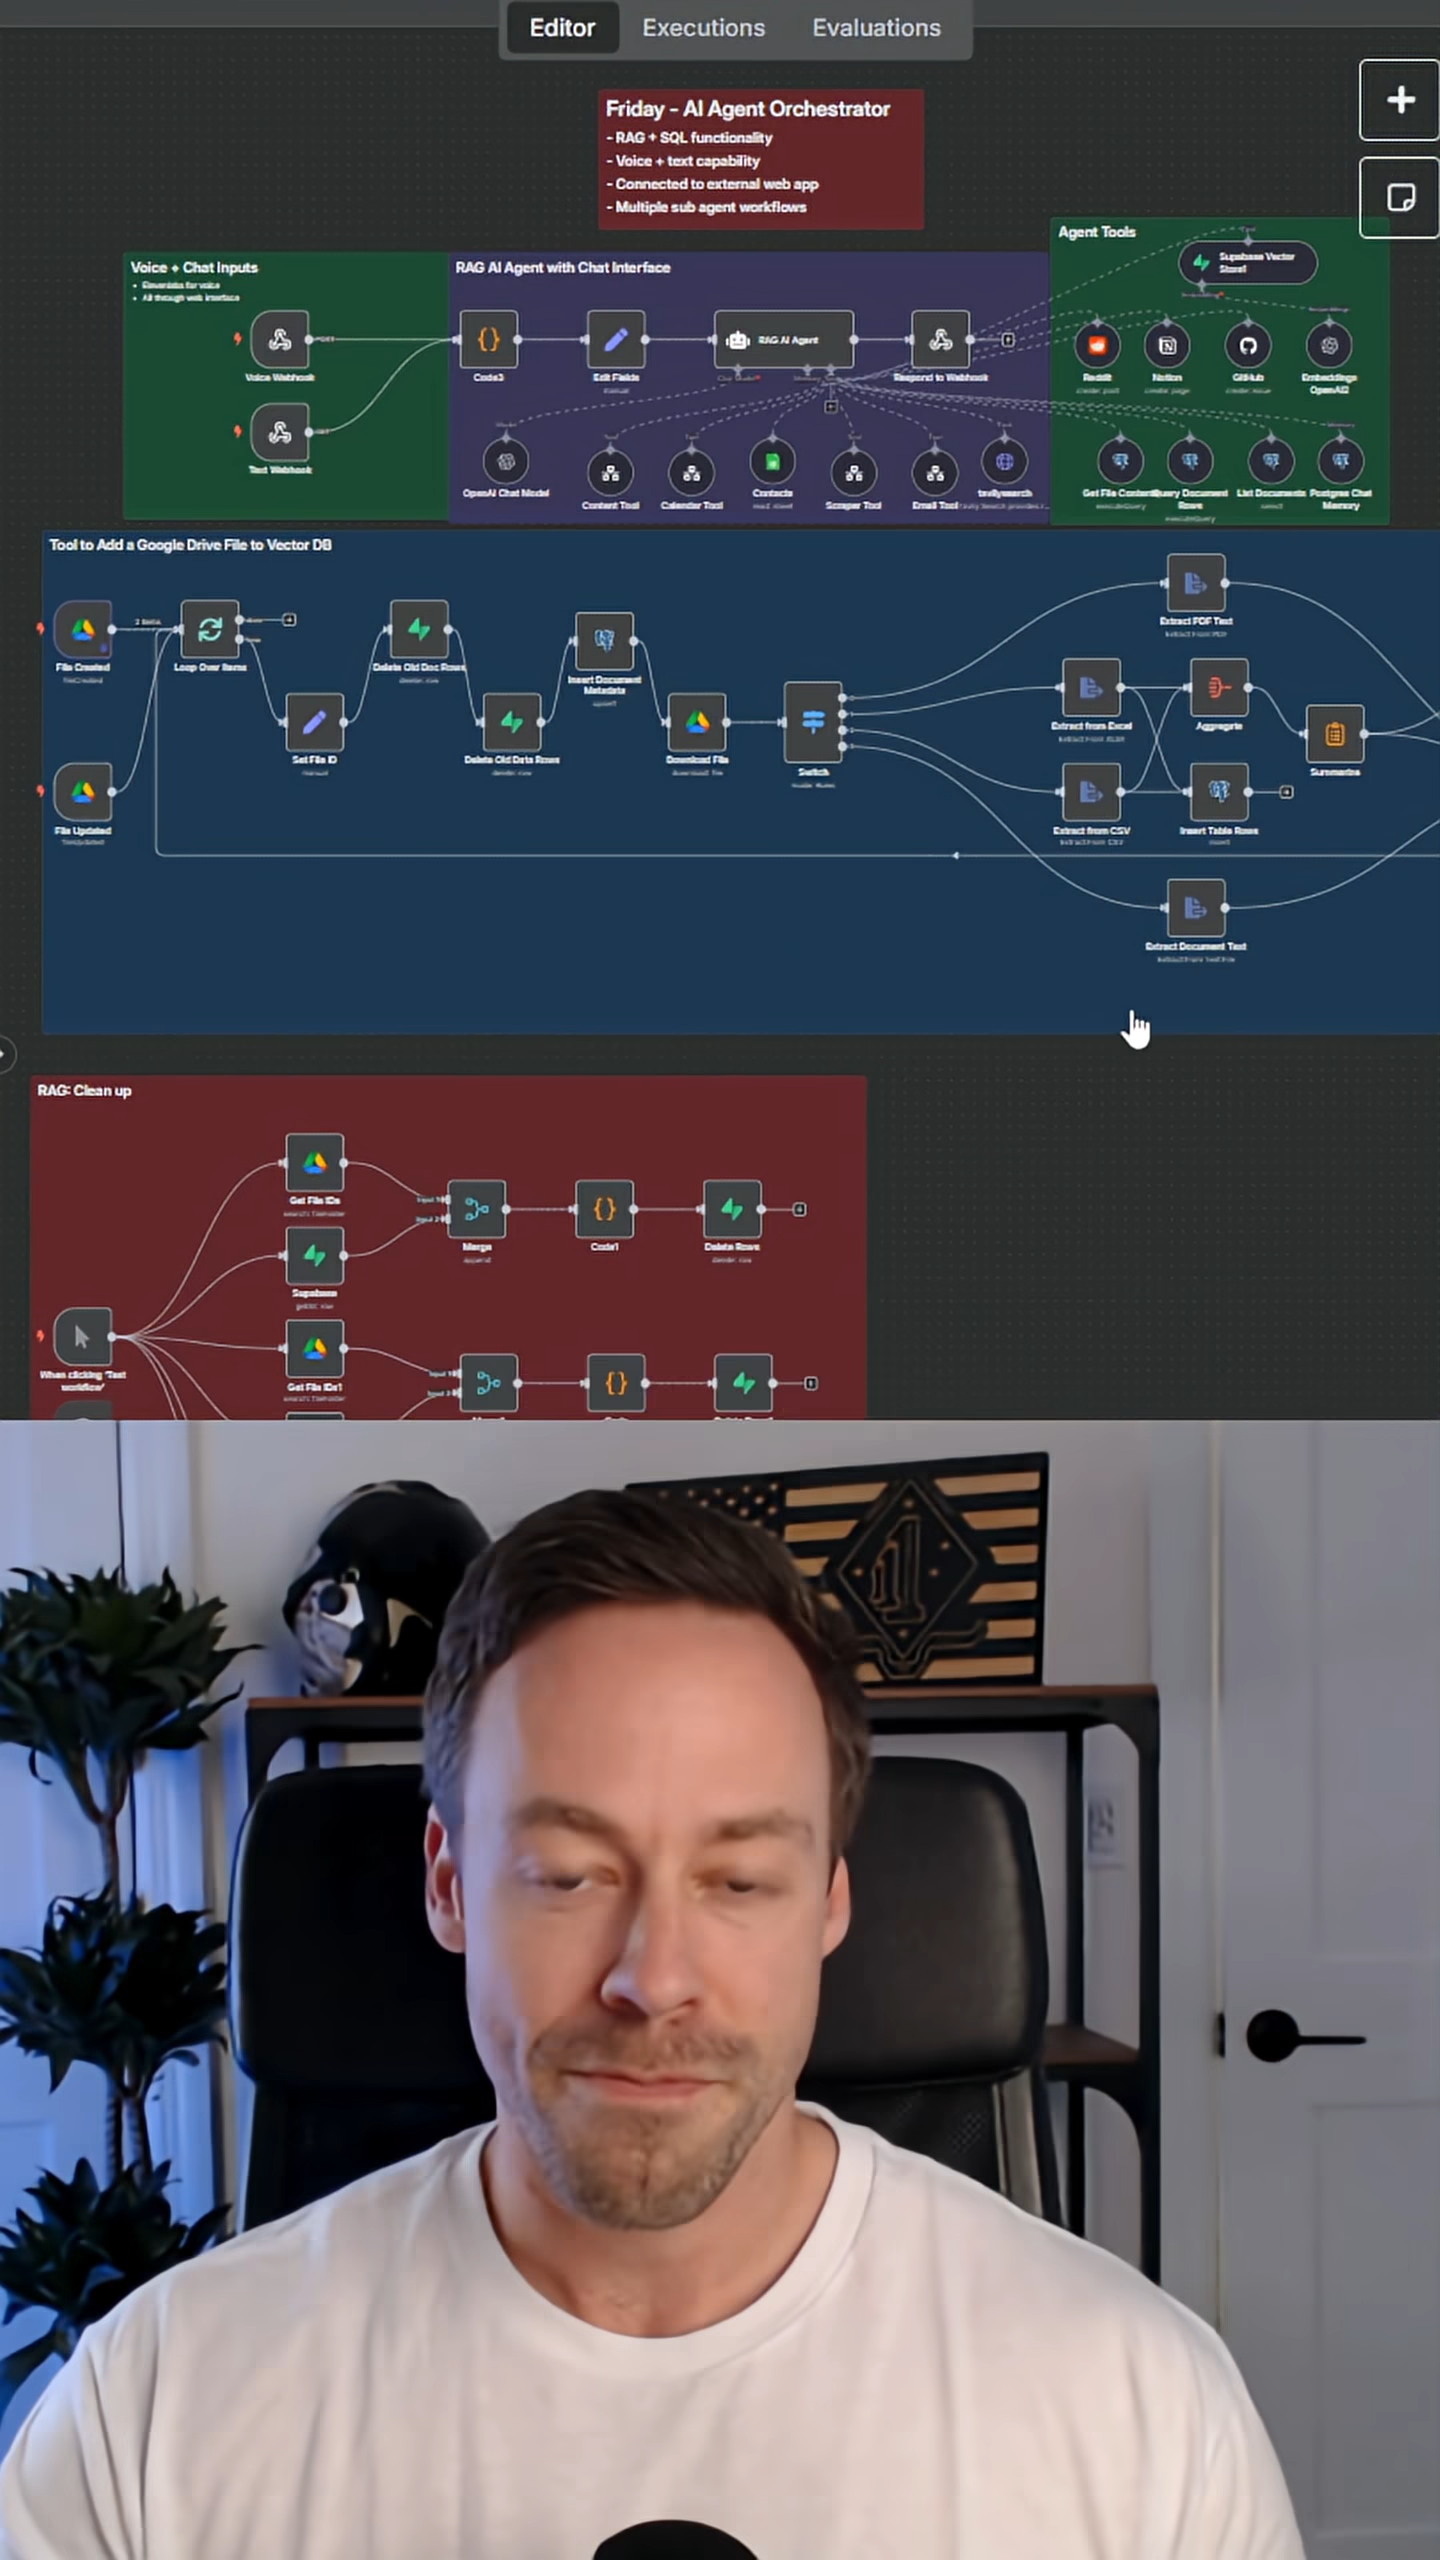 Editor Executions Evaluations
Friday - AI Agent Orchestrator
- RAG + SQL functionality
- Voice + text capability
- Connected to external web app
- Multiple sub agent workflows
Voice + Chat Inputs
All through web interface
Voice Webhook
Text Webhook
RAG AI Agent with Chat Interface
Code3
Edit Fields
manual
RAG AI Agent
Respond to Webhook
OpenAI Chat Model
Content Tool
Calendar Tool
Contacts
Scraper Tool
Email Tool
Agent Tools
Supabase Vector
Store1
Reddit
Notion
GitHub
Embeddings
OpenAI2
Get File Contents
Query Document
Rows
List Documents
Postgres Chat
Memory
Tool to Add a Google Drive File to Vector DB
File Created
Loop Over Items
Set File ID
manual
Delete Old Doc Rows
Delete Old Data Rows
Insert Document
Metadata
Download File
Switch
Extract PDF Text
Extract from Excel
Aggregate
Summarize
Extract from CSV
Insert Table Rows
Extract Document Text
File Updated
RAG: Clean up
Get File IDs
Supabase
Merge
append
Code1
Delete Rows
When clicking 'Test
workflow'
Get File IDs1